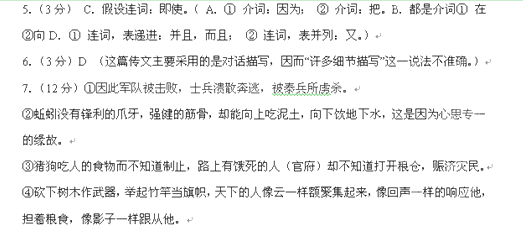 5.（3 分） C. 假设连词：即使。（ A. ① 介词：因为； ② 介词：把。B. 都是介词① 在
②向 D. ① 连词，表递进：并且，而且； ② 连词，表并列：又。）
6.（3 分）D （这篇传文主要采用的是对话描写，因而“许多细节描写”这一说法不准确。）
7.（12 分）①因此军队被击败，士兵溃散奔逃，被秦兵所虏杀。
②蚯蚓没有锋利的爪牙，强健的筋骨，却能向上吃泥土，向下饮地下水，这是因为心思专一
的缘故。
③猪狗吃人的食物而不知道制止，路上有饿死的人（官府）却不知道打开粮仓，赈济灾民。
④砍下树木作武器，举起竹竿当旗帜，天下的人像云一样额聚集起来，像回声一样的响应他，
担着粮食，像影子一样跟从他。